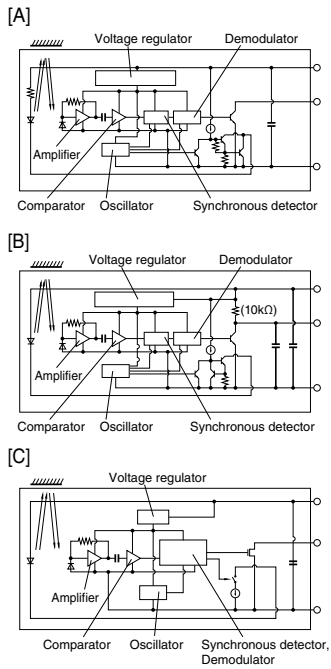 [A]
Voltage regulator
Demodulator
Amplifier
Comparator
Oscillator
Synchronous detector
[B]
Voltage regulator
Demodulator
(10kΩ)
Amplifier
Comparator
Oscillator
Synchronous detector
[C]
Voltage regulator
Amplifier
Comparator
Oscillator
Synchronous detector,
Demodulator